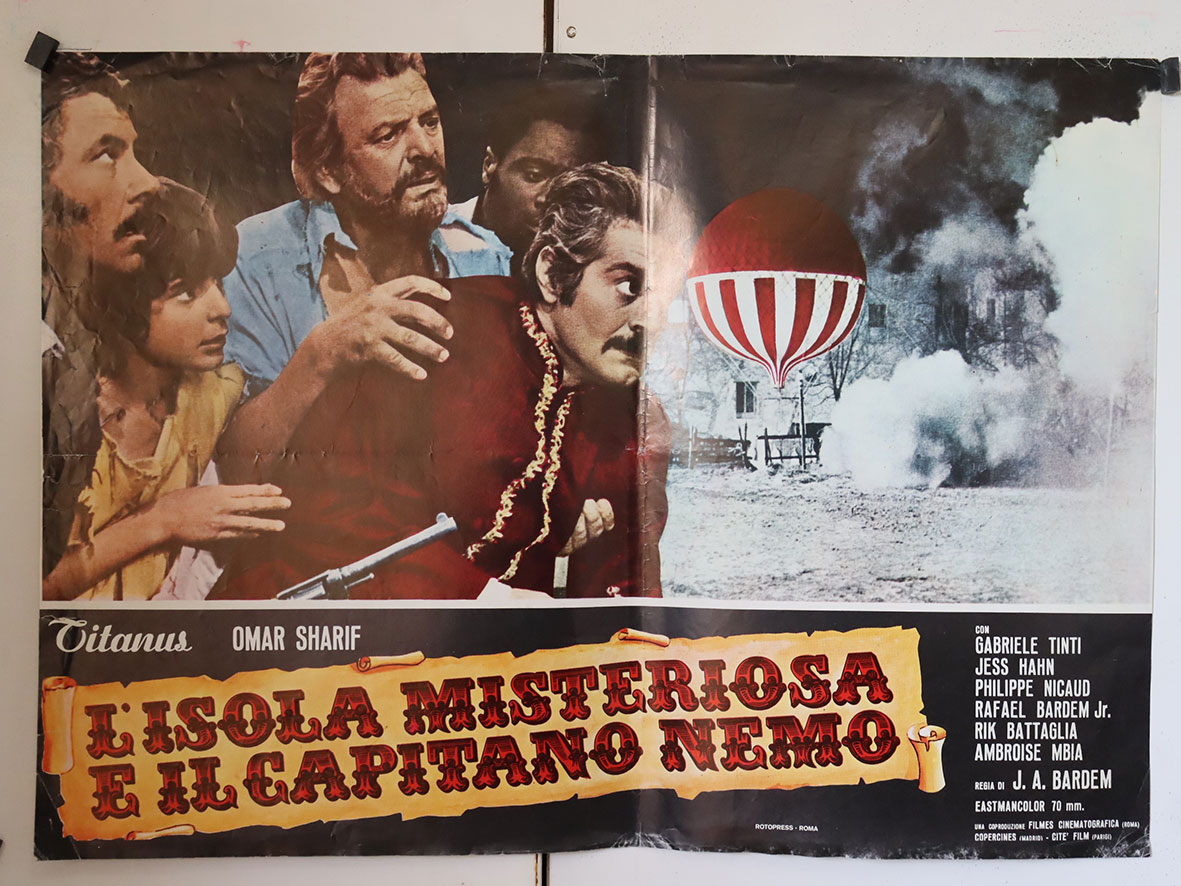 Titanus OMAR SHARIF
L'ISOLA MISTERIOSA
E IL CAPITANO NEMO
CON
GABRIELE TINTI
JESS HAHN
PHILIPPE NICAUD
RAFAEL BARDEM Jr.
RIK BATTAGLIA
AMBROISE MBIA
REGIA DI J. A. BARDEM
EASTMANCOLOR 70 mm.
UNA COPRODUZIONE FILMES CINEMATOGRAFICA (ROMA)
COPERCINES (MADRID) - CITE' FILM (PARIGI)
ROTOPRESS - ROMA